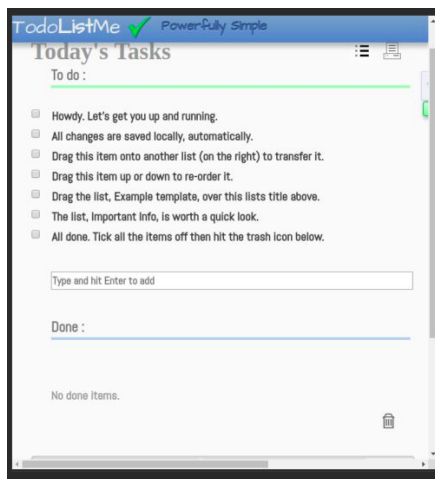 TodoListMe Powerfully Simple
Today's Tasks
To do :
Howdy. Let's get you up and running.
All changes are saved locally, automatically.
Drag this item onto another list (on the right) to transfer it.
Drag this item up or down to re-order it.
Drag the list, Example template, over this lists title above.
The list, Important Info, is worth a quick look.
All done. Tick all the items off then hit the trash icon below.
Type and hit Enter to add
Done :
No done items.